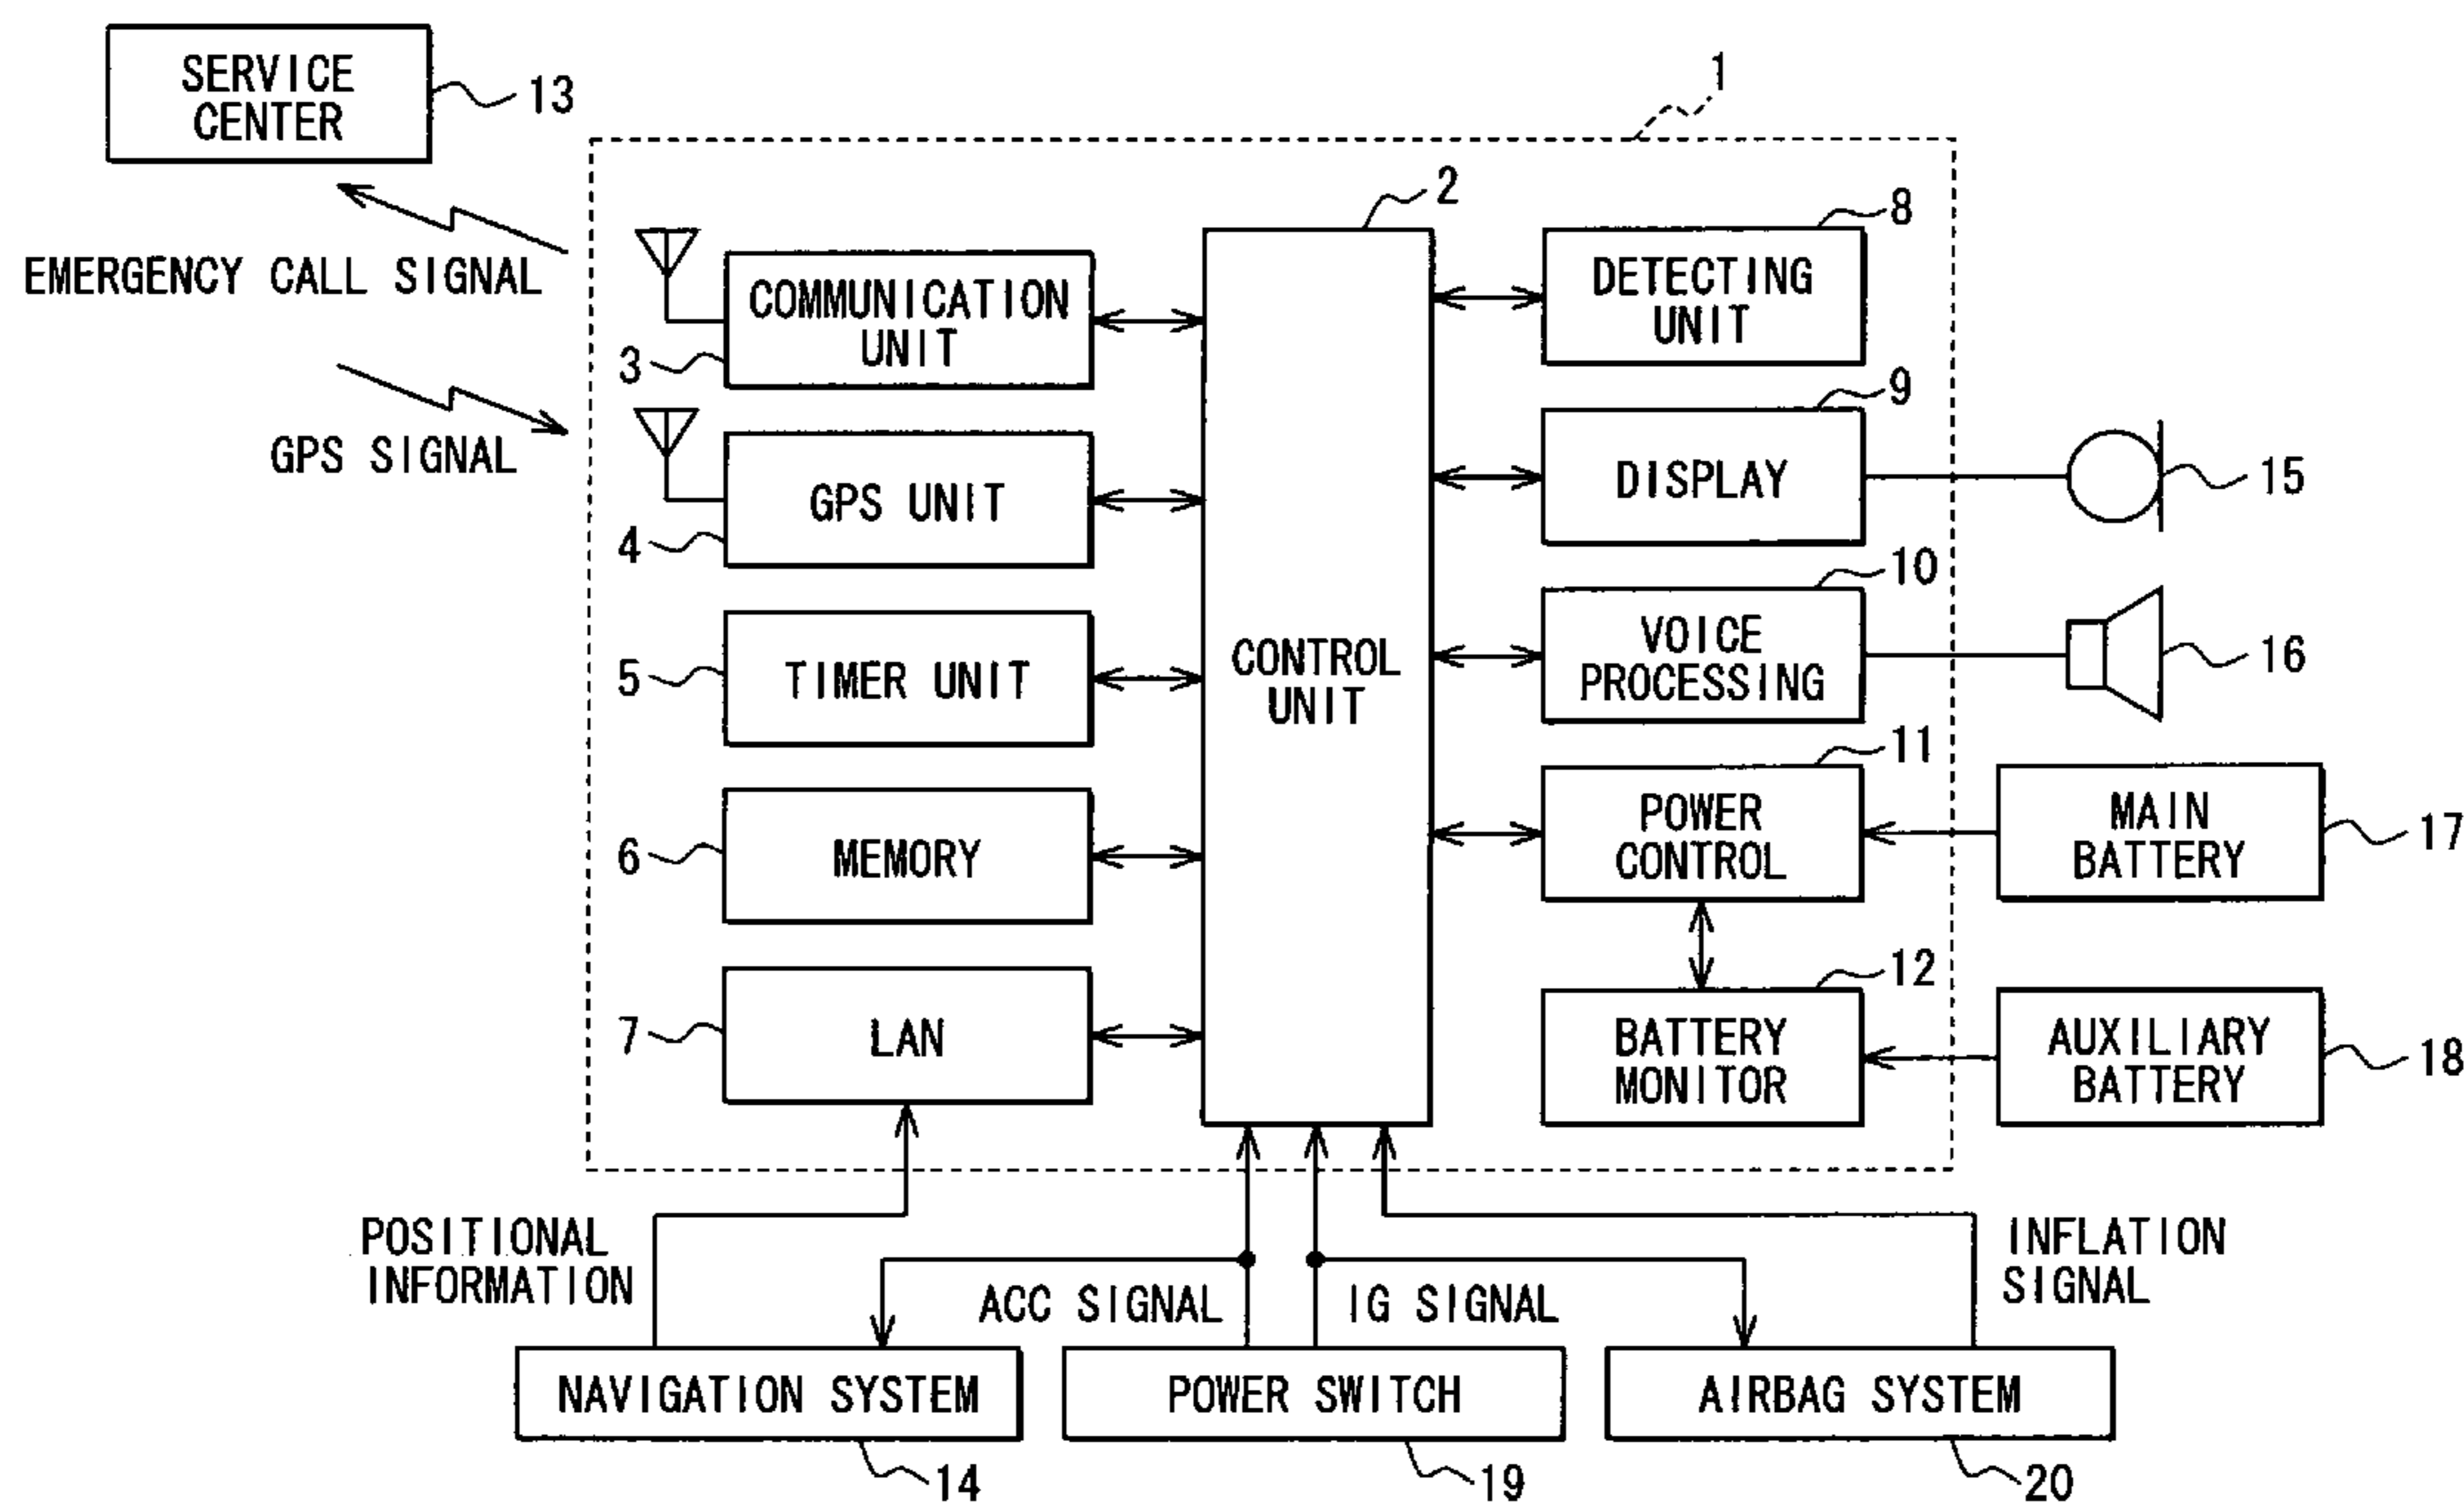 SERVICE
CENTER
13
1
2
8
EMERGENCY CALL SIGNAL
COMMUNICATION
UNIT
3
DETECTING
UNIT
9
GPS SIGNAL
GPS UNIT
4
DISPLAY
15
10
5
TIMER UNIT
CONTROL
UNIT
VOICE
PROCESSING
16
11
6
MEMORY
POWER
CONTROL
MAIN
BATTERY
17
12
7
LAN
BATTERY
MONITOR
AUXILIARY
BATTERY
18
POSITIONAL
INFORMATION
ACC SIGNAL
IG SIGNAL
INFLATION
SIGNAL
NAVIGATION SYSTEM
POWER SWITCH
AIRBAG SYSTEM
14
19
20